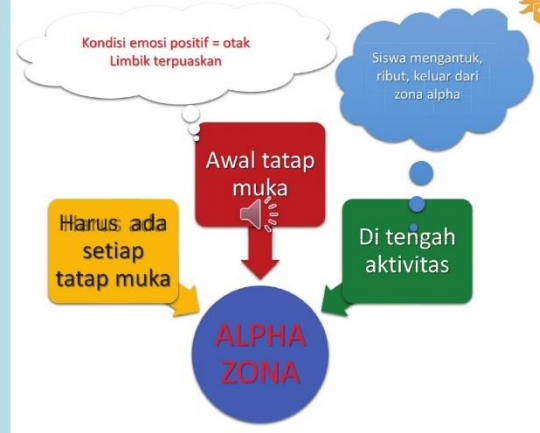 Kondisi emosi positif = otak
Limbik terpuaskan
Siswa mengantuk,
ribut, keluar dari
zona alpha
Awal tatap
muka
Harus ada
setiap
tatap muka
Di tengah
aktivitas
ALPHA
ZONA